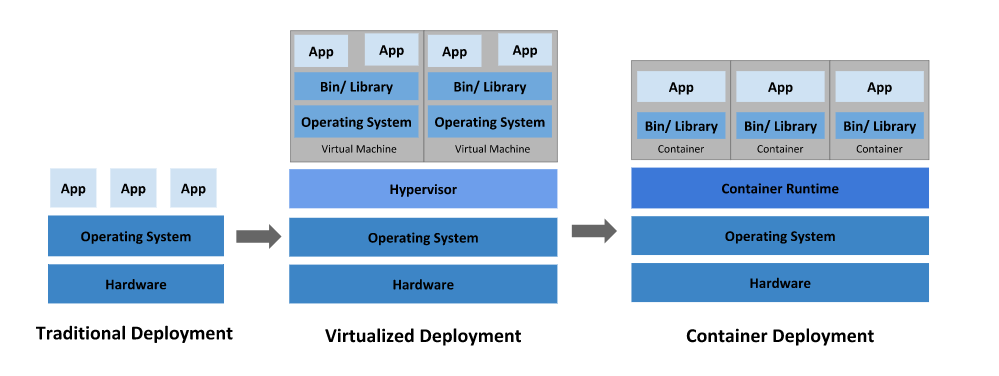 App App App
Operating System
Hardware
Traditional Deployment
App App App App
Bin/ Library Bin/ Library
Operating System Operating System
Virtual Machine Virtual Machine
Hypervisor
Operating System
Hardware
Virtualized Deployment
App App App
Bin/ Library Bin/ Library Bin/ Library
Container Container Container
Container Runtime
Operating System
Hardware
Container Deployment